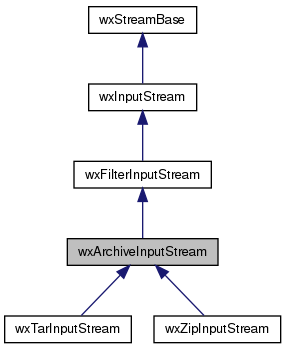 wxStreamBase
wxInputStream
wxFilterInputStream
wxArchiveInputStream
wxTarInputStream
wxZipInputStream